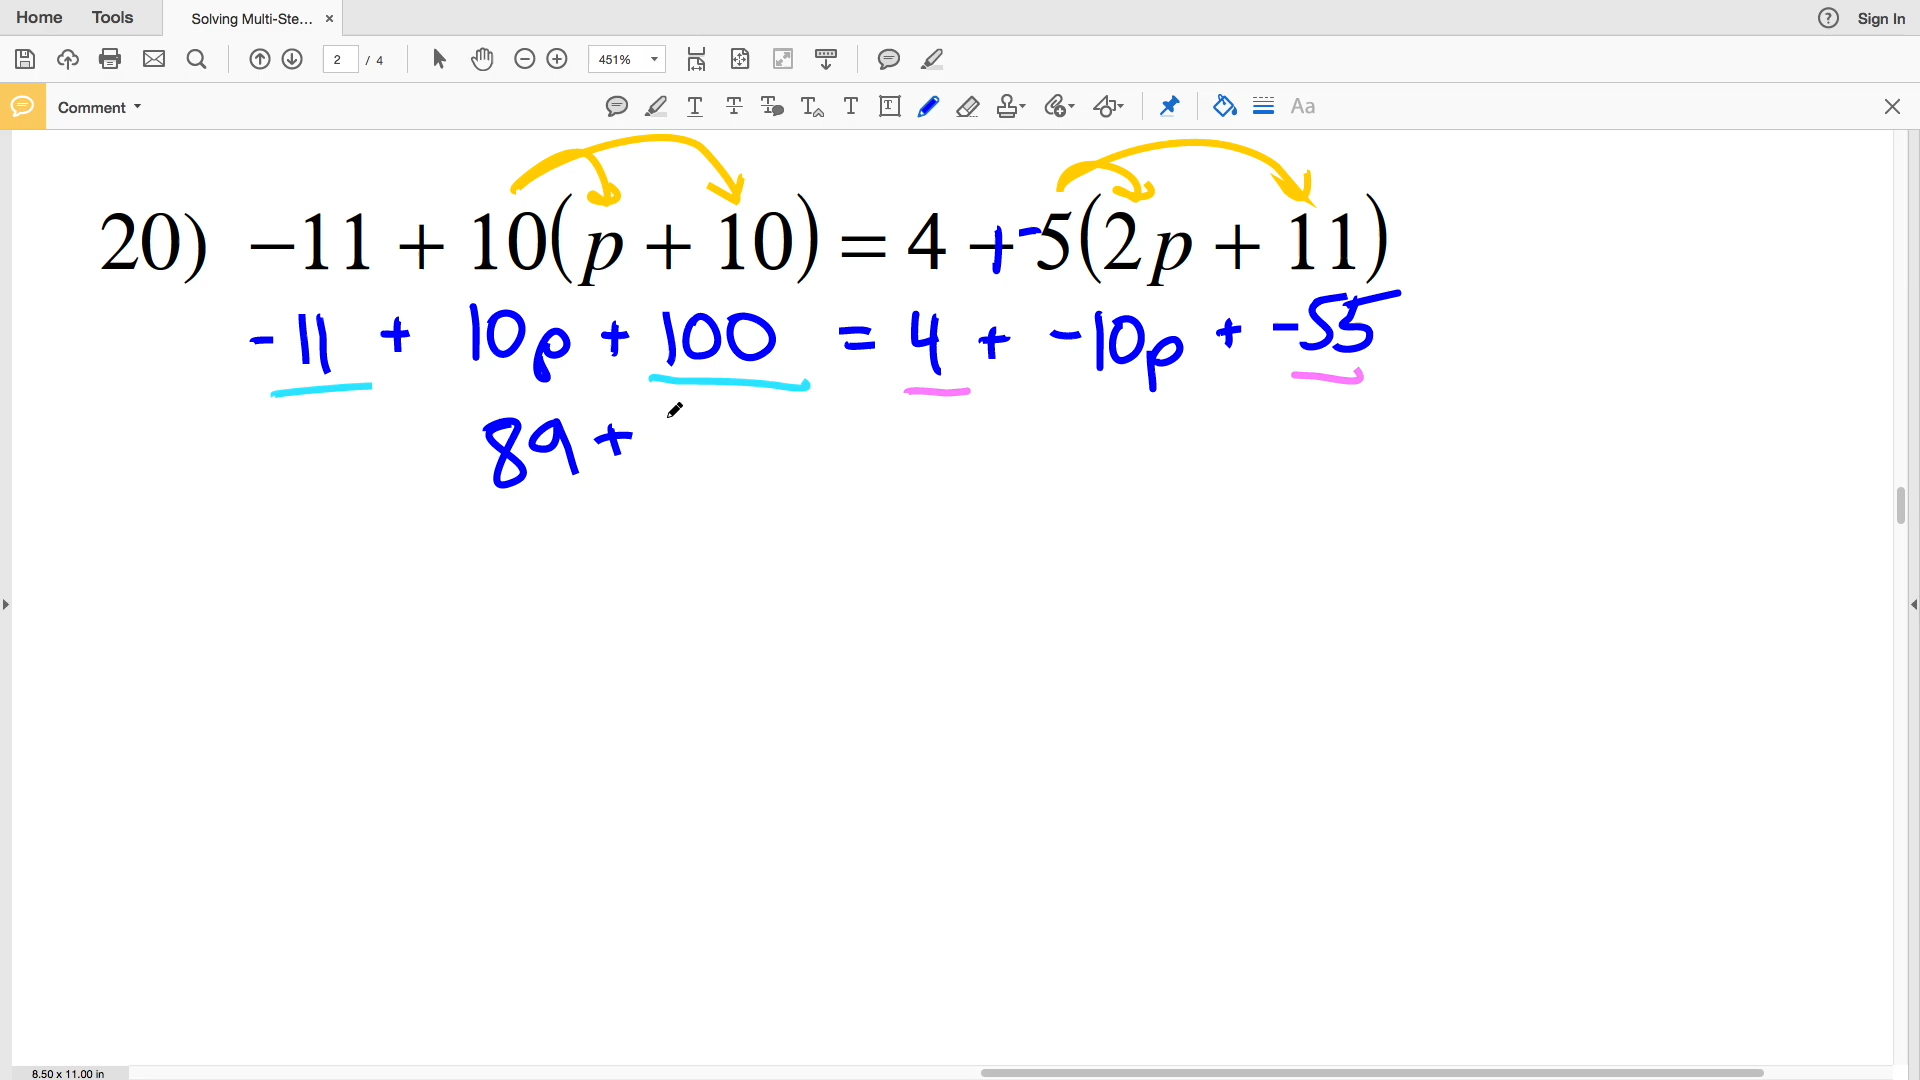 Home Tools Solving Multi-Ste... × ? Sign In
2 / 4 451%
Comment T T T T T T Aa
20) −11 + 10(p + 10) = 4 +-5(2p + 11)
-11 + 10p + 100 = 4 + -10p + -55
89 +
8.50 x 11.00 in